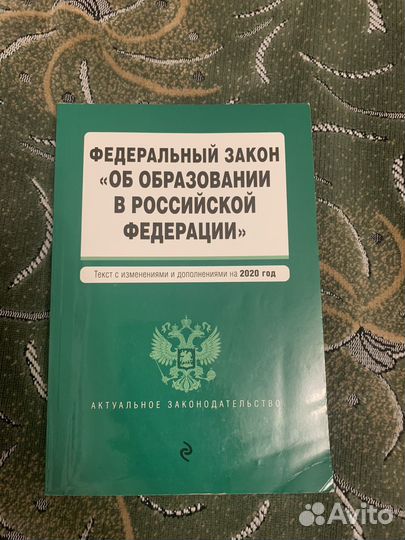 ФЕДЕРАЛЬНЫЙ ЗАКОН
«ОБ ОБРАЗОВАНИИ
В РОССИЙСКОЙ
ФЕДЕРАЦИИ»
Текст с изменениями и дополнениями на 2020 год
АКТУАЛЬНОЕ ЗАКОНОДАТЕЛЬСТВО
Avito